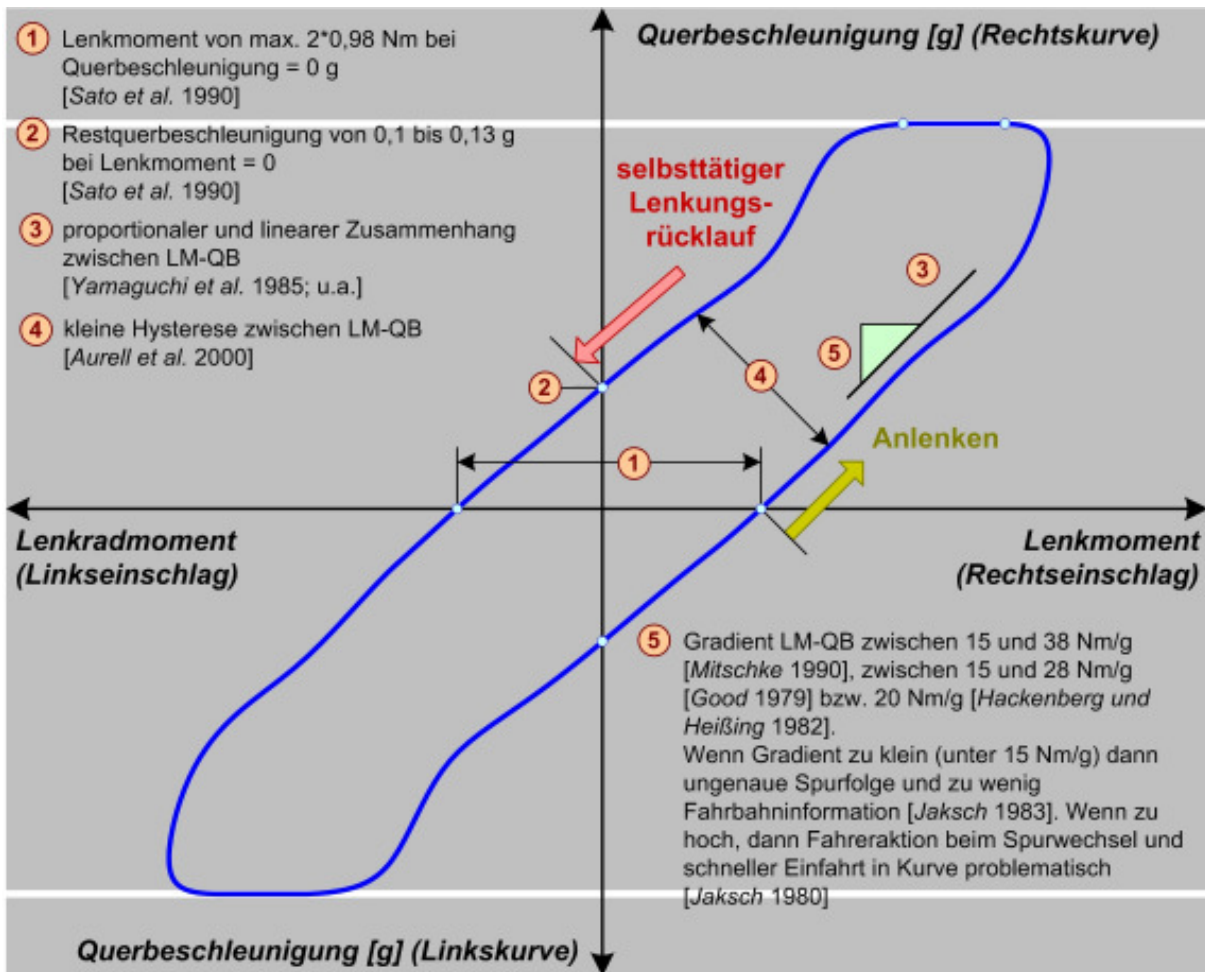 1 Lenkmoment von max. 2*0,98 Nm bei
Querbeschleunigung = 0 g
[Sato et al. 1990]
2 Restquerbeschleunigung von 0,1 bis 0,13 g
bei Lenkmoment = 0
[Sato et al. 1990]
3 proportionaler und linearer Zusammenhang
zwischen LM-QB
[Yamaguchi et al. 1985; u.a.]
4 kleine Hysterese zwischen LM-QB
[Aurell et al. 2000]
Querbeschleunigung [g] (Rechtskurve)
selbsttätiger
Lenkungs-
rücklauf
3
5
2
4
1
Anlenken
Lenkradmoment
(Linkseinschlag)
Lenkmoment
(Rechtseinschlag)
5 Gradient LM-QB zwischen 15 und 38 Nm/g
[Mitschke 1990], zwischen 15 und 28 Nm/g
[Good 1979] bzw. 20 Nm/g [Hackenberg und
Heißing 1982].
Wenn Gradient zu klein (unter 15 Nm/g) dann
ungenaue Spurfolge und zu wenig
Fahrbahninformation [Jaksch 1983]. Wenn zu
hoch, dann Fahreraktion beim Spurwechsel und
schneller Einfahrt in Kurve problematisch
[Jaksch 1980]
Querbeschleunigung [g] (Linkskurve)